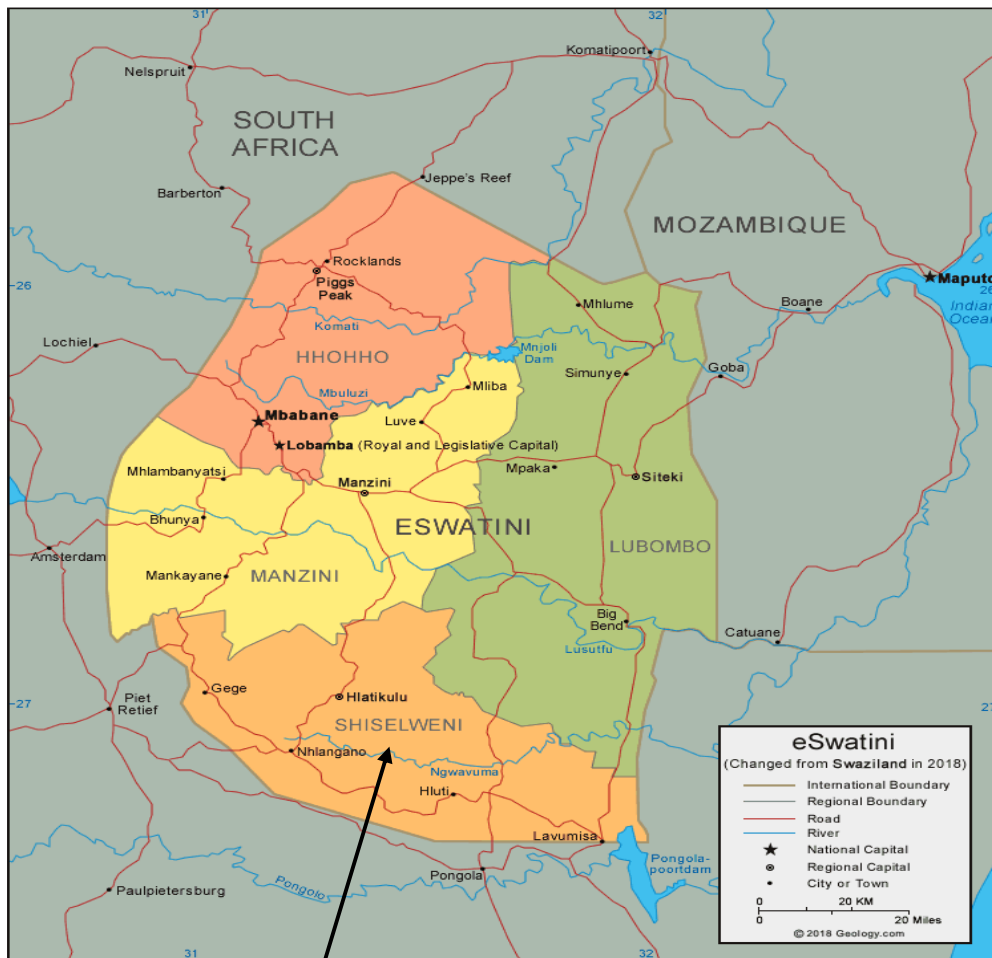 31
32
Komatipoort
Nelspruit
SOUTH
AFRICA
Jeppe's Reef
Barberton
MOZAMBIQUE
Rocklands
Piggs
Peak
Maputo
26
26
Indian
Ocean
Mhlume
Boane
Komati
Lochiel
HHOHHO
Mnjoli
Dam
Simunye
Goba
Mbuluzi
Mliba
Mbabane
Luve
Lobamba (Royal and Legislative Capital)
Mhlambanyatsi
Mpaka
Siteki
Manzini
Bhunya
ESWATINI
LUBOMBO
Amsterdam
Mankayane
MANZINI
Big
Bend
Catuane
Lusutfu
Gege
Hlatikulu
27
27
Piet
Retief
SHISELWENI
Nhlangano
Ngwavuma
Hluti
Lavumisa
Pongola
Pongola-
poortdam
Paulpietersburg
Pongolo
31
32
eSwatini
(Changed from Swaziland in 2018)
International Boundary
Regional Boundary
Road
River
National Capital
Regional Capital
City or Town
0 20 KM
0 20 Miles
© 2018 Geology.com